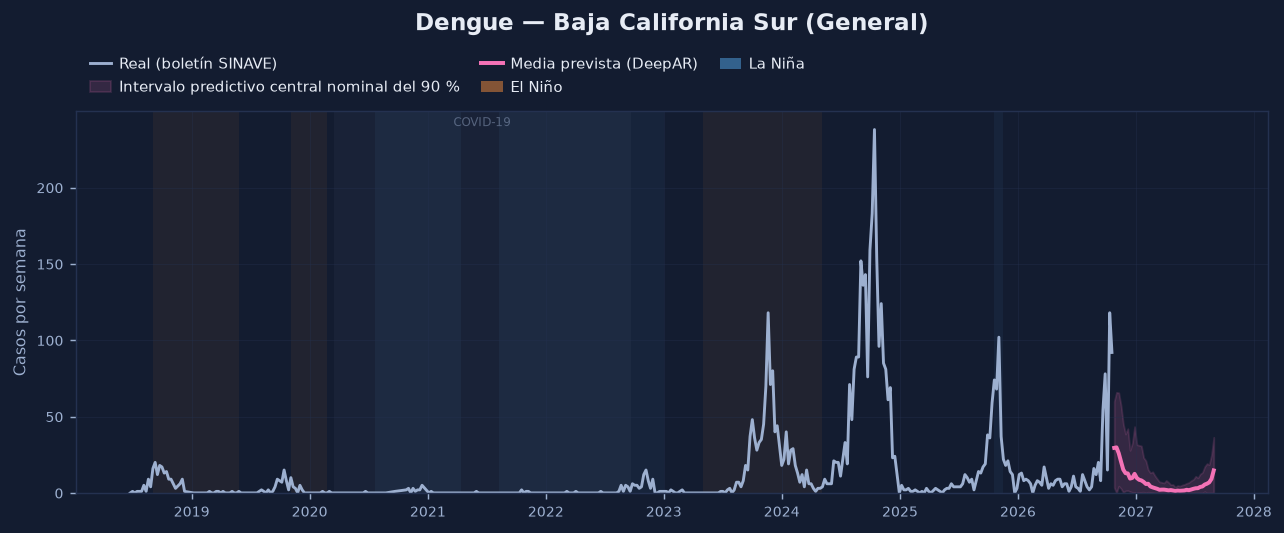 Dengue — Baja California Sur (General)
Real (boletín SINAVE)
Media prevista (DeepAR)
La Niña
Intervalo predictivo central nominal del 90 %
El Niño
COVID-19
Casos por semana
200
150
100
50
0
2019
2020
2021
2022
2023
2024
2025
2026
2027
2028